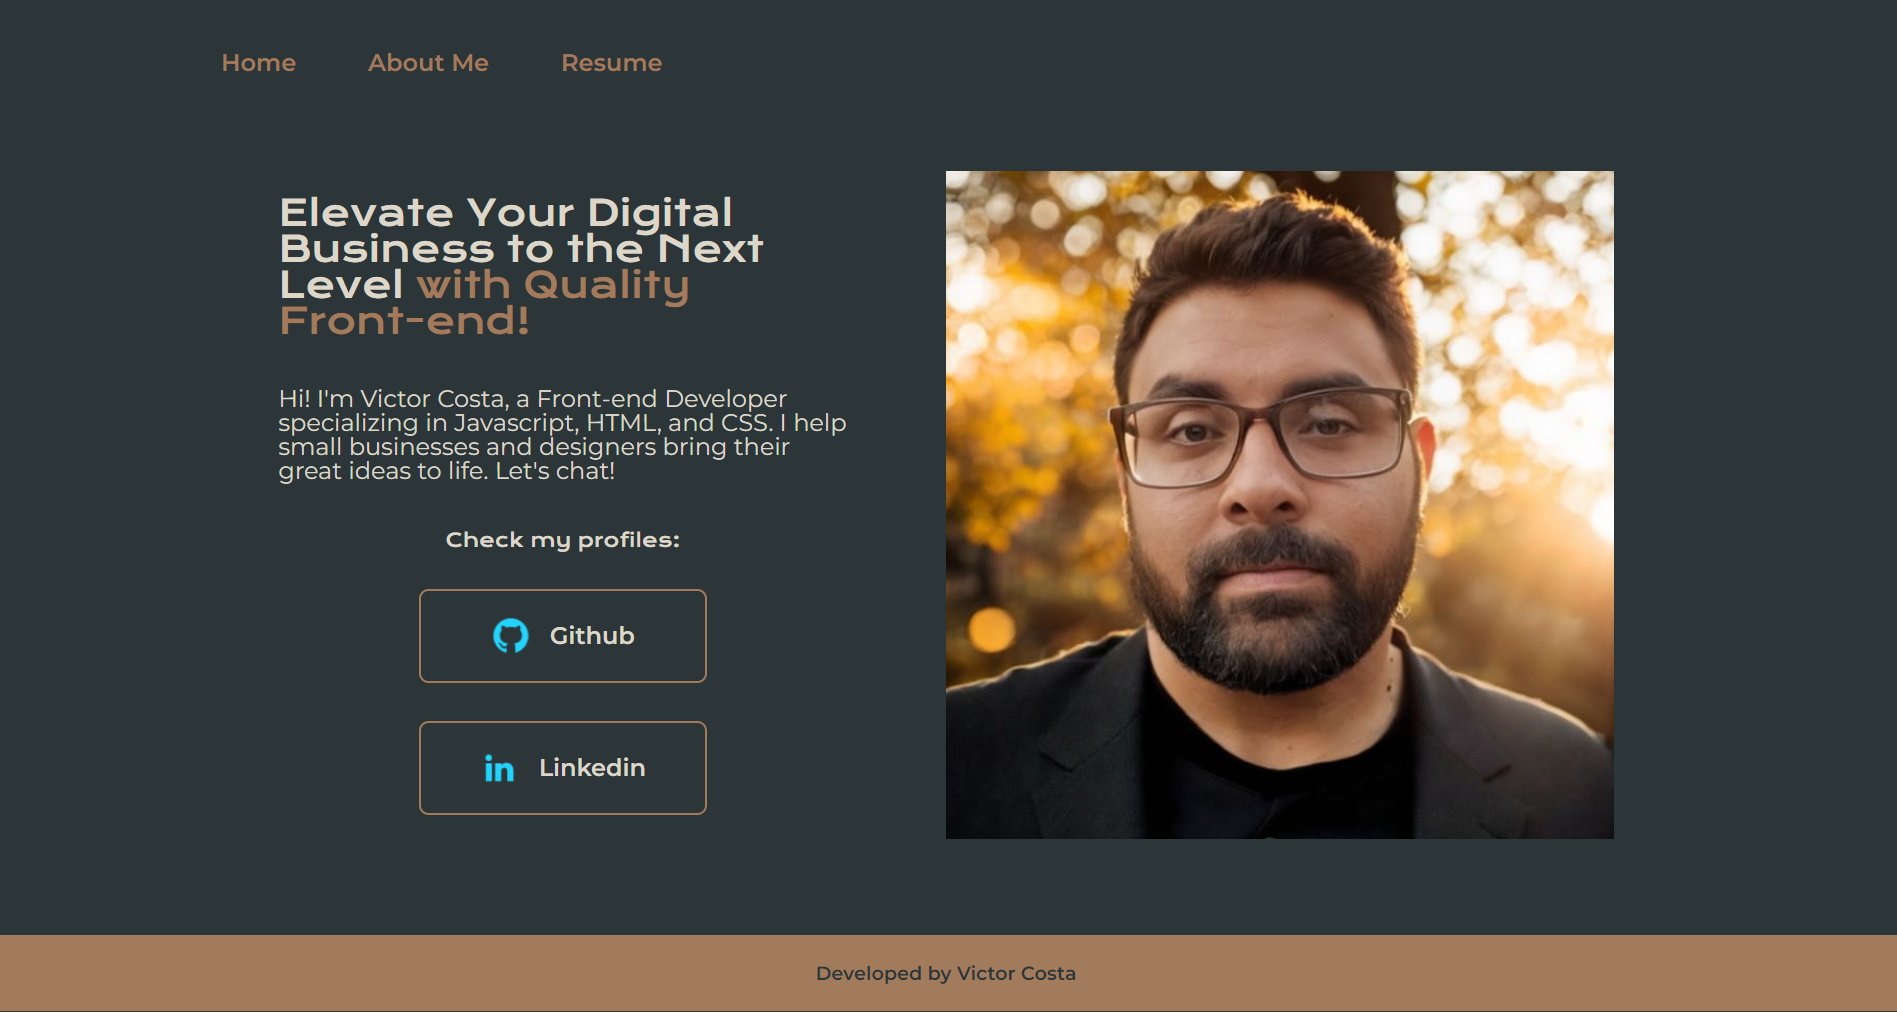 Home About Me Resume
Elevate Your Digital
Business to the Next
Level with Quality
Front-end!
Hi! I'm Victor Costa, a Front-end Developer
specializing in Javascript, HTML, and CSS. I help
small businesses and designers bring their
great ideas to life. Let's chat!
Check my profiles:
Github
in Linkedin
Developed by Victor Costa